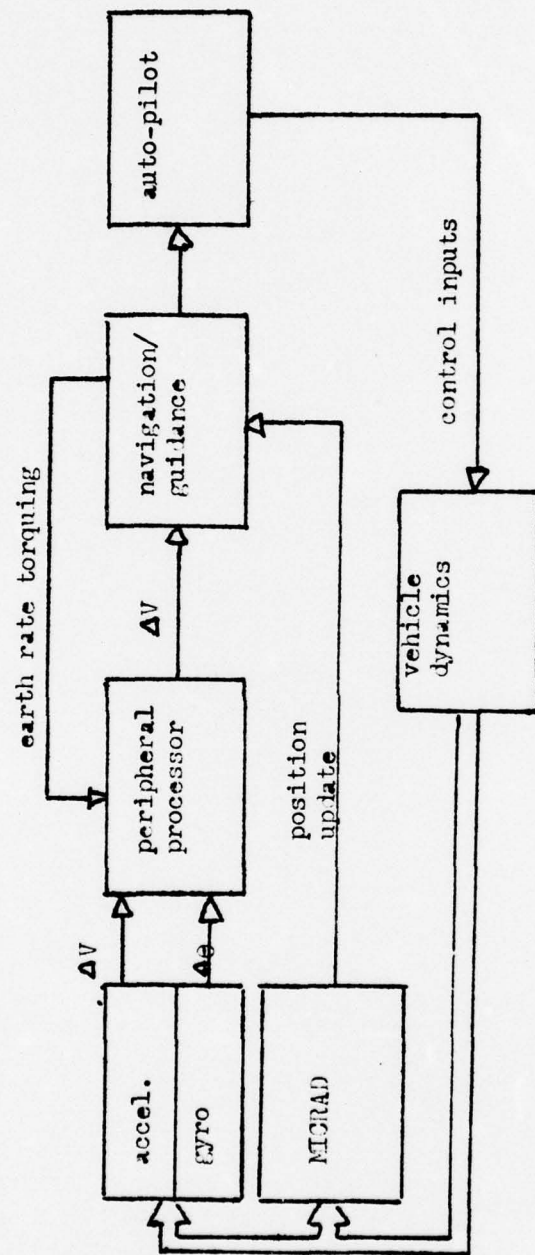 earth rate torquing
accel.
gyro
ΔV
Δθ
peripheral
processor
ΔV
navigation/
guidance
auto-pilot
MICRAD
position
update
control inputs
vehicle
dynamics